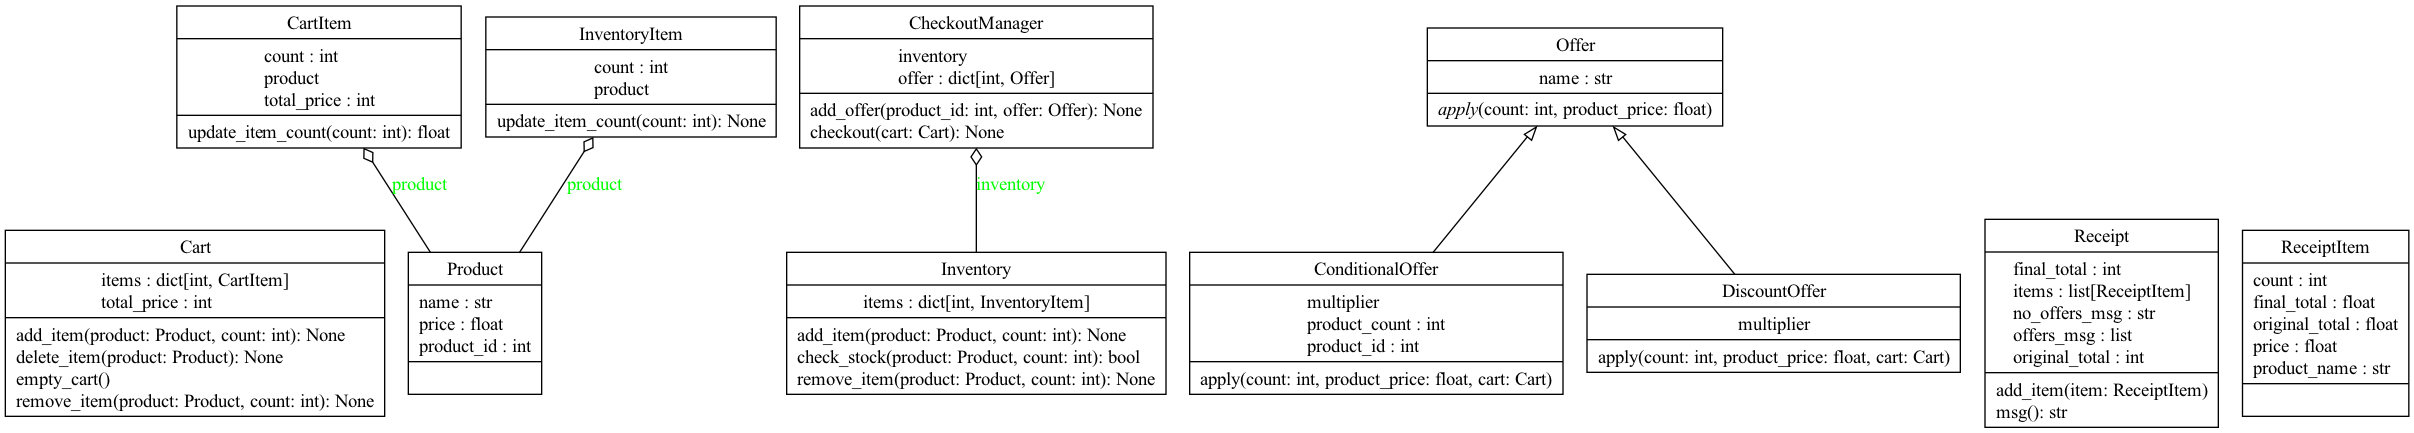 CartItem
count : int
product
total_price : int
update_item_count(count: int): float
InventoryItem
count : int
product
update_item_count(count: int): None
CheckoutManager
inventory
offer : dict[int, Offer]
add_offer(product_id: int, offer: Offer): None
checkout(cart: Cart): None
Offer
name : str
apply(count: int, product_price: float)
product
product
inventory
Cart
items : dict[int, CartItem]
total_price : int
add_item(product: Product, count: int): None
delete_item(product: Product): None
empty_cart()
remove_item(product: Product, count: int): None
Product
name : str
price : float
product_id : int
Inventory
items : dict[int, InventoryItem]
add_item(product: Product, count: int): None
check_stock(product: Product, count: int): bool
remove_item(product: Product, count: int): None
ConditionalOffer
multiplier
product_count : int
product_id : int
apply(count: int, product_price: float, cart: Cart)
DiscountOffer
multiplier
apply(count: int, product_price: float, cart: Cart)
Receipt
final_total : int
items : list[ReceiptItem]
no_offers_msg : str
offers_msg : list
original_total : int
add_item(item: ReceiptItem)
msg(): str
ReceiptItem
count : int
final_total : float
original_total : float
price : float
product_name : str